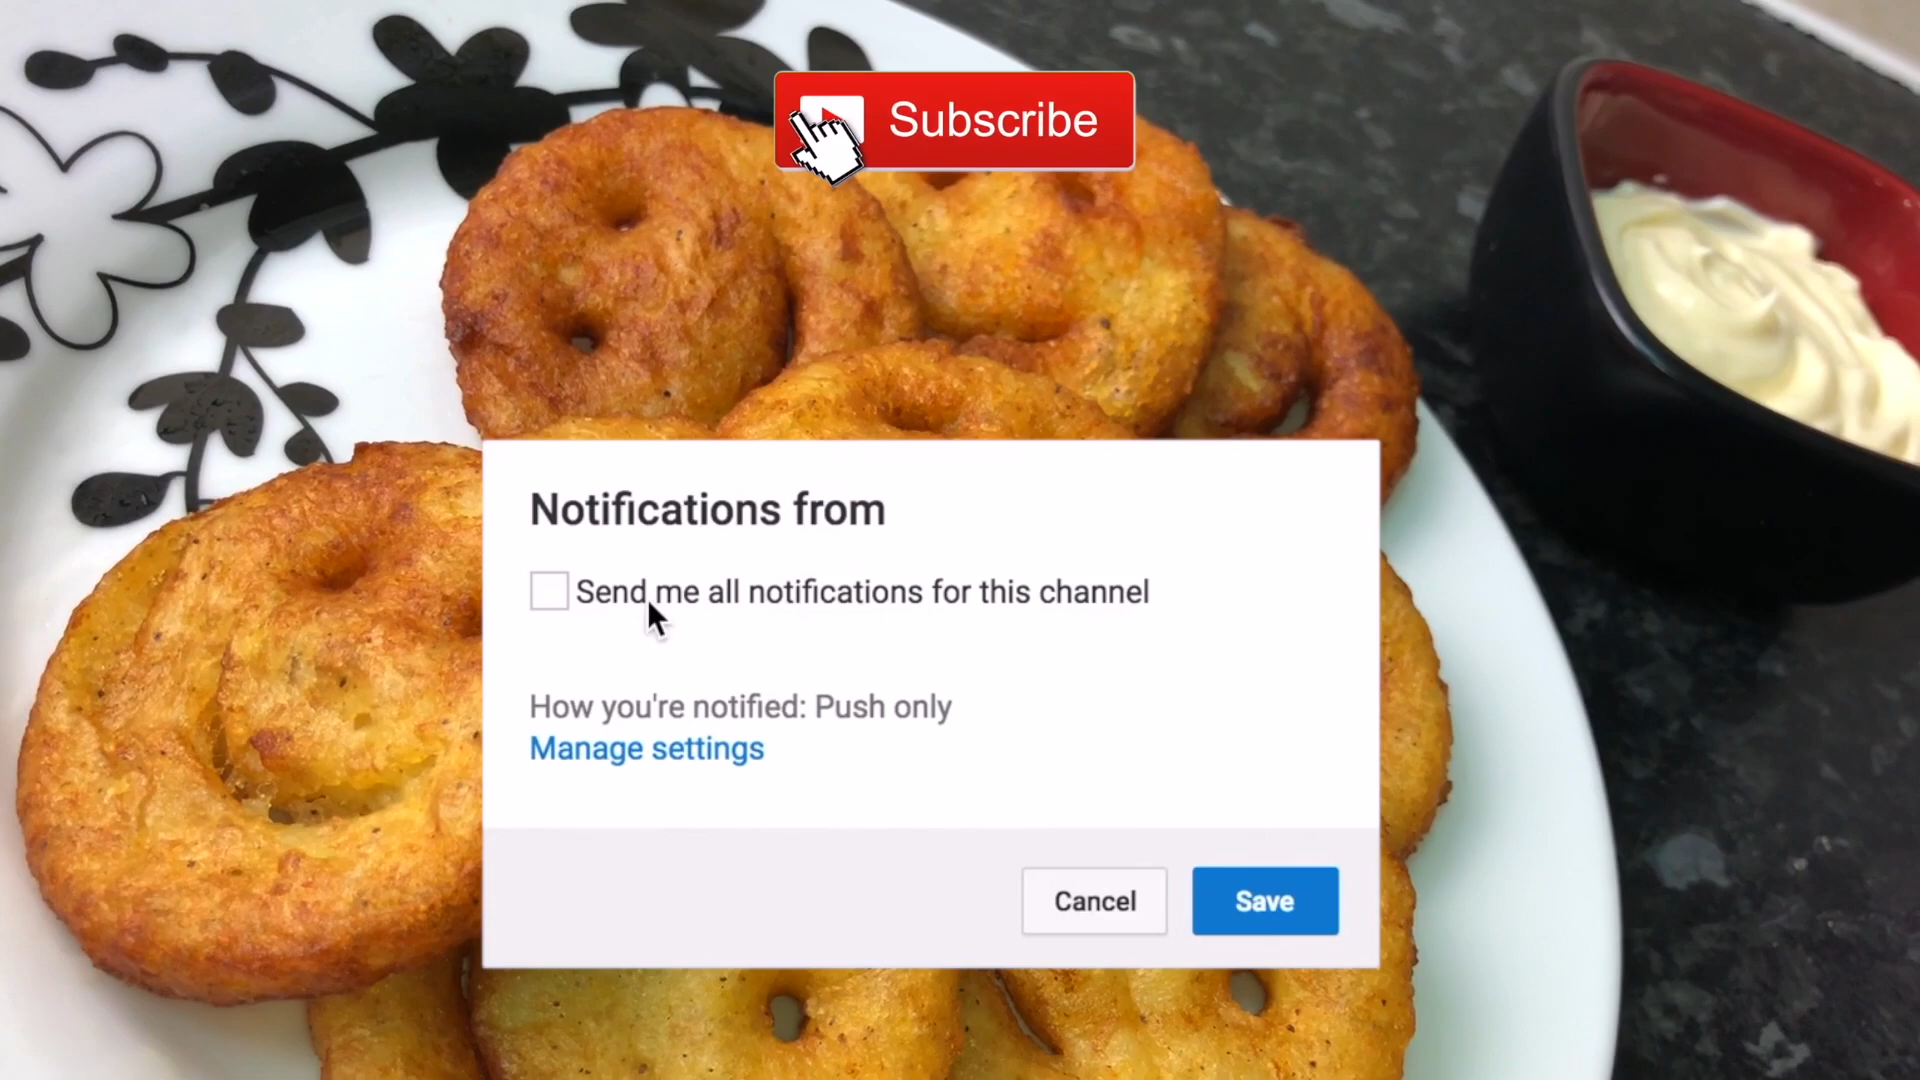 Subscribe
Notifications from
Send me all notifications for this channel
How you're notified: Push only
Manage settings
Cancel
Save